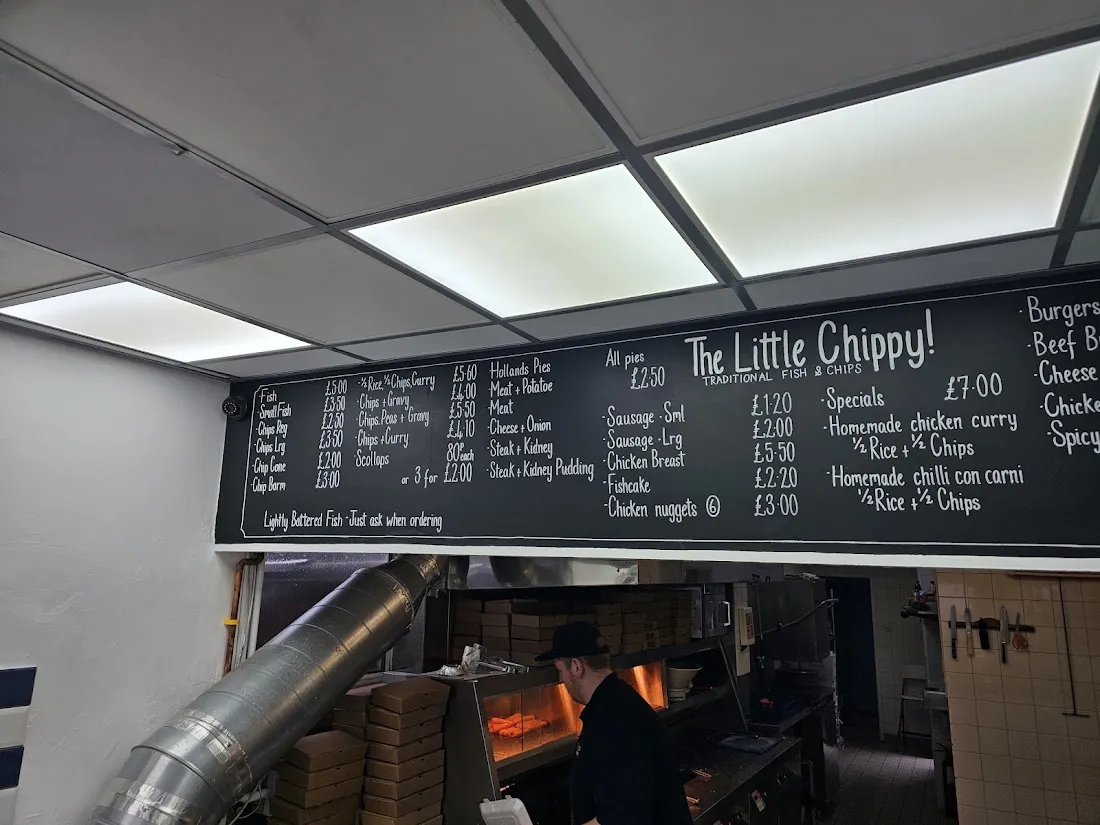 Fish £5.00
Small Fish £3.50
Chips Reg £2.50
Chips Lrg £3.50
Chip Cone £2.00
Chip Barm £3.00
Lightly Battered Fish - Just ask when ordering
·½ Rice, ½ Chips, Curry £5.60
·Chips + Gravy £4.00
·Chips. Peas + Gravy £5.50
·Chips + Curry £4.10
·Scollops 80p each
or 3 for £2.00
Hollands Pies
·Meat + Potatoe
·Meat
·Cheese + Onion
·Steak + Kidney
·Steak + Kidney Pudding
All pies
£2.50
·Sausage - Sml £1.20
·Sausage - Lrg £2.00
·Chicken Breast £5.50
·Fishcake £2.20
·Chicken nuggets ⑥ £3.00
The Little Chippy!
TRADITIONAL FISH & CHIPS
·Specials £7.00
·Homemade chicken curry
½ Rice + ½ Chips
·Homemade chilli con carni
½ Rice + ½ Chips
·Burgers
·Beef
·Cheese
·Spicy